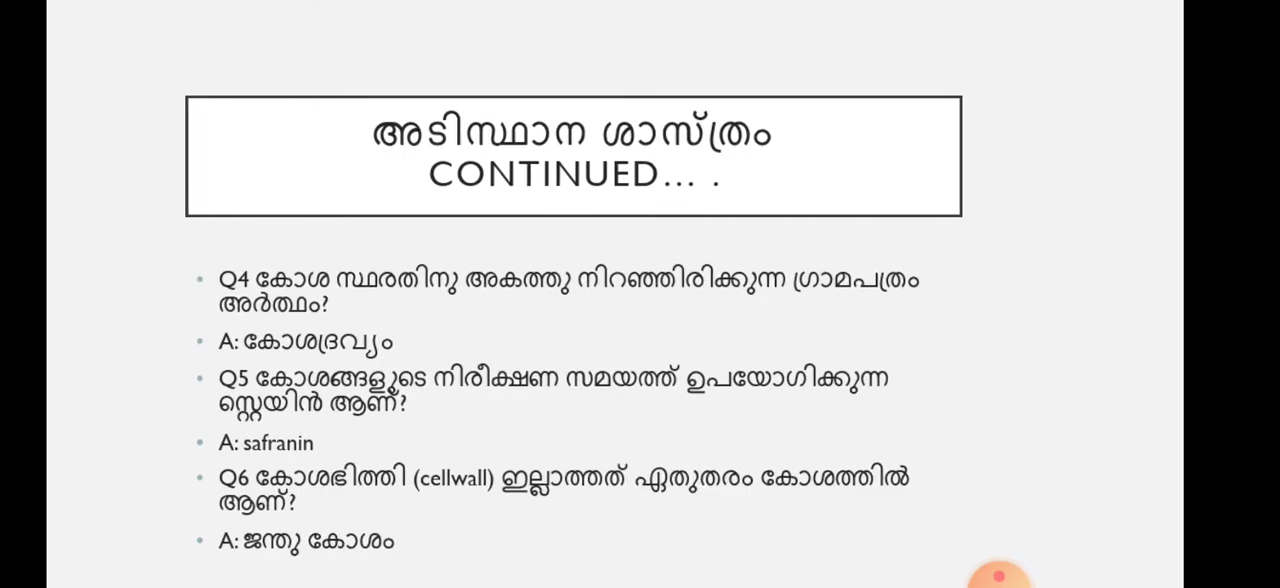 അടിസ്ഥാന ശാസ്ത്രം
CONTINUED... .
• Q4 കോശ സ്ഥരതിനു അകത്തു നിറഞ്ഞിരിക്കുന്ന ഗ്രാമപത്രം
അർത്ഥം?
• A: കോശദ്രവ്യം
• Q5 കോശങ്ങളുടെ നിരീക്ഷണ സമയത്ത് ഉപയോഗിക്കുന്ന
സ്റ്റെയിൻ ആണ്?
• A: safranin
• Q6 കോശഭിത്തി (cellwall) ഇല്ലാത്തത് ഏതുതരം കോശത്തിൽ
ആണ്?
• A: ജന്തു കോശം